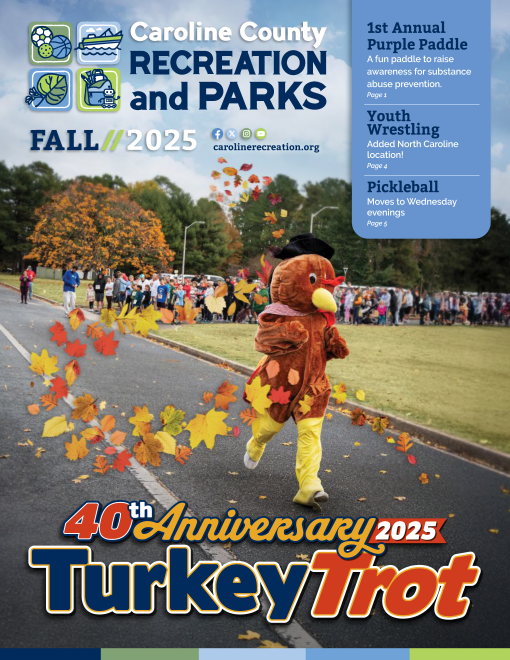 Caroline County
RECREATION
and PARKS
FALL//2025
carolinerecreation.org
1st Annual
Purple Paddle
A fun paddle to raise
awareness for substance
abuse prevention.
Page 1
Youth
Wrestling
Added North Caroline
location!
Page 4
Pickleball
Moves to Wednesday
evenings
Page 5
40th Anniversary 2025
Turkey Trot